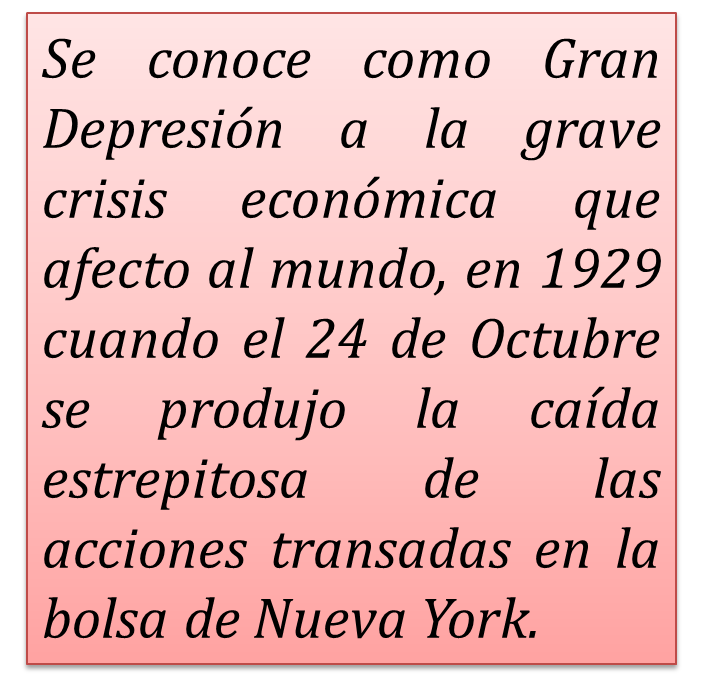 Se conoce como Gran
Depresión a la grave
crisis económica que
afecto al mundo, en 1929
cuando el 24 de Octubre
se produjo la caída
estrepitosa de las
acciones transadas en la
bolsa de Nueva York.